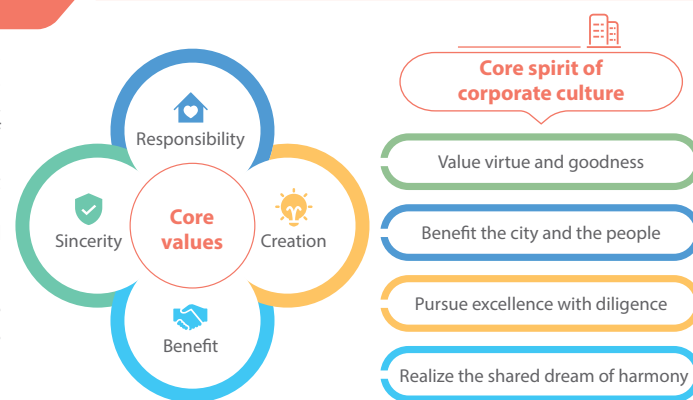 Responsibility
Sincerity
Core
values
Creation
Benefit
Core spirit of
corporate culture
Value virtue and goodness
Benefit the city and the people
Pursue excellence with diligence
Realize the shared dream of harmony